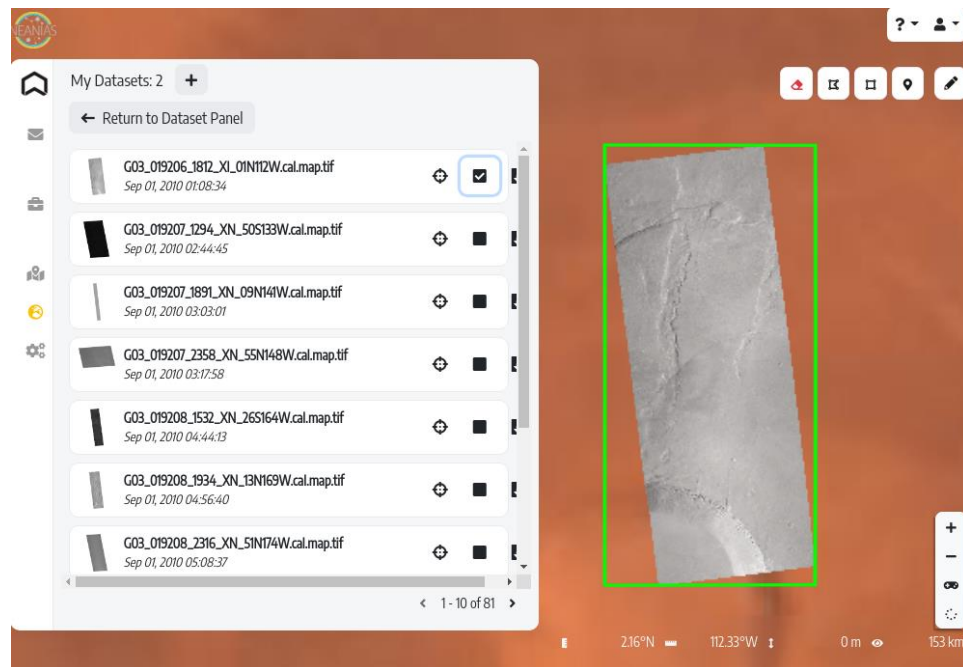 NEANIAS
?
My Datasets: 2 +
← Return to Dataset Panel
G03_019206_1812_XI_01N112W.cal.map.tif
Sep 01, 2010 01:08:34
G03_019207_1294_XN_50S133W.cal.map.tif
Sep 01, 2010 02:44:45
G03_019207_1891_XN_09N141W.cal.map.tif
Sep 01, 2010 03:03:01
G03_019207_2358_XN_55N148W.cal.map.tif
Sep 01, 2010 03:17:58
G03_019208_1532_XN_26S164W.cal.map.tif
Sep 01, 2010 04:44:13
G03_019208_1934_XN_13N169W.cal.map.tif
Sep 01, 2010 04:56:40
G03_019208_2316_XN_51N174W.cal.map.tif
Sep 01, 2010 05:08:37
‹ 1 - 10 of 81 ›
+
−
2.16°N 112.33°W 0 m 153 km